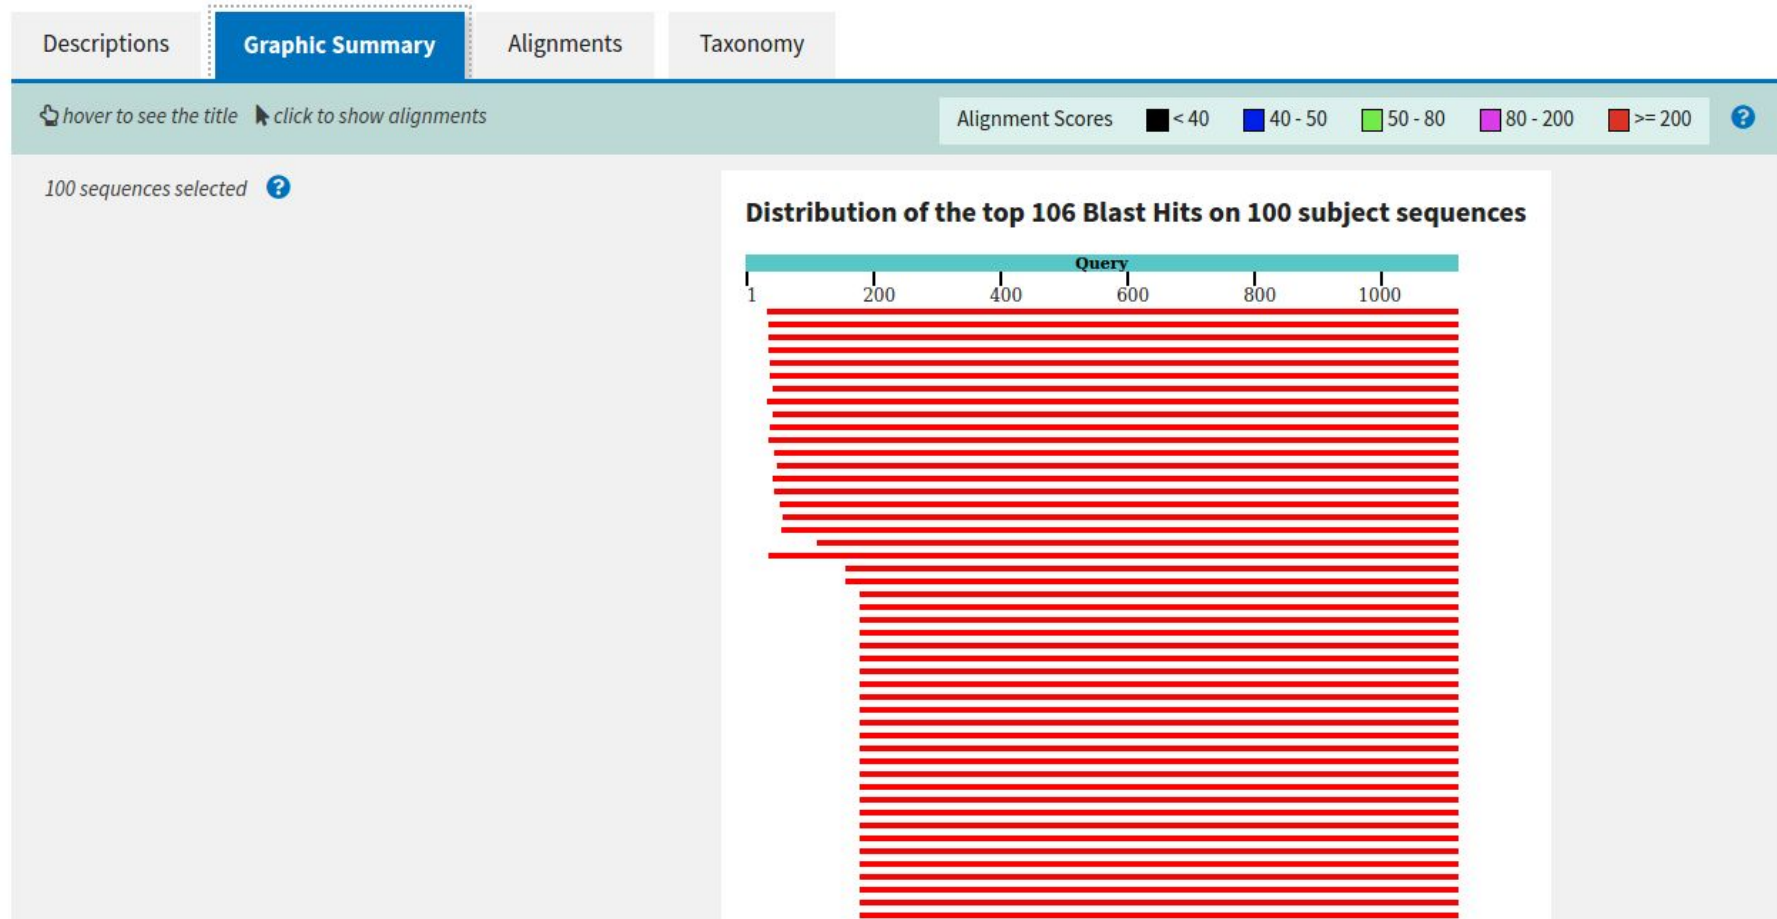 Descriptions Graphic Summary Alignments Taxonomy
hover to see the title click to show alignments Alignment Scores < 40 40 - 50 50 - 80 80 - 200 >= 200 ?
100 sequences selected ?
Distribution of the top 106 Blast Hits on 100 subject sequences
Query
1 200 400 600 800 1000